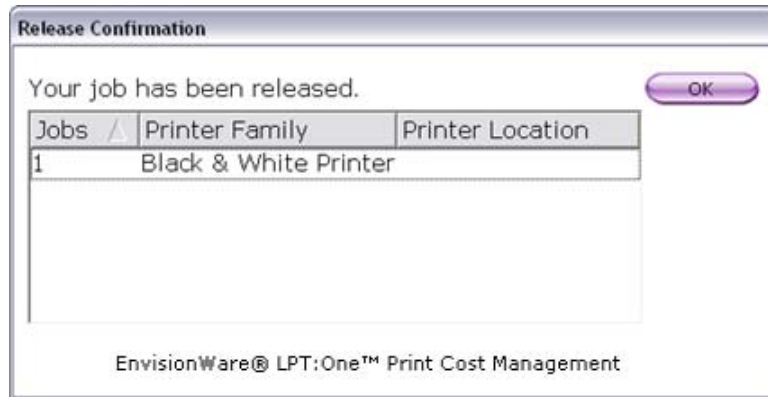 Release Confirmation
Your job has been released.
OK
Jobs Printer Family Printer Location
1 Black & White Printer
EnvisionWare® LPT:One™ Print Cost Management